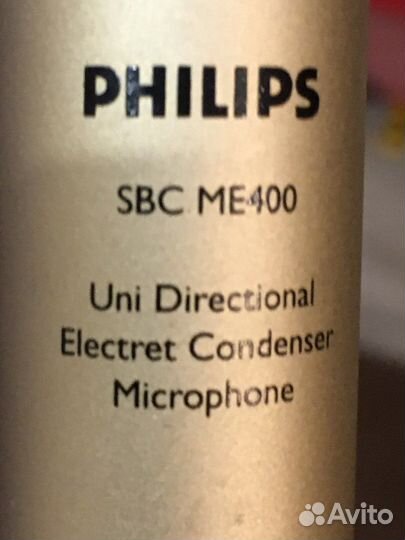 PHILIPS
SBC ME400
Uni Directional
Electret Condenser
Microphone
Avito